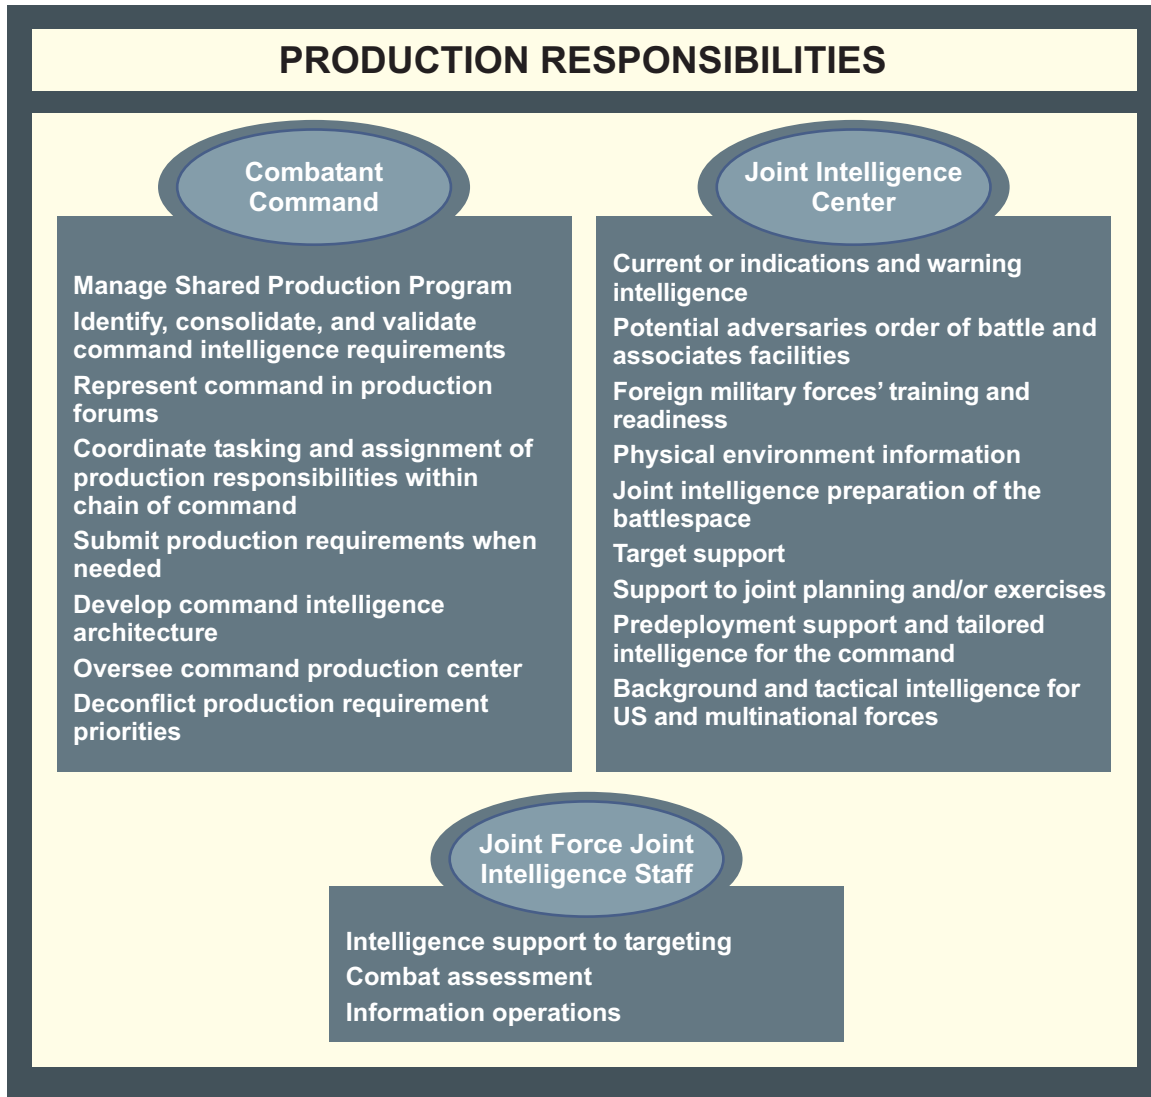 PRODUCTION RESPONSIBILITIES
Combatant
Command
Manage Shared Production Program
Identify, consolidate, and validate
command intelligence requirements
Represent command in production
forums
Coordinate tasking and assignment of
production responsibilities within
chain of command
Submit production requirements when
needed
Develop command intelligence
architecture
Oversee command production center
Deconflict production requirement
priorities
Joint Intelligence
Center
Current or indications and warning
intelligence
Potential adversaries order of battle and
associates facilities
Foreign military forces’ training and
readiness
Physical environment information
Joint intelligence preparation of the
battlespace
Target support
Support to joint planning and/or exercises
Predeployment support and tailored
intelligence for the command
Background and tactical intelligence for
US and multinational forces
Joint Force Joint
Intelligence Staff
Intelligence support to targeting
Combat assessment
Information operations